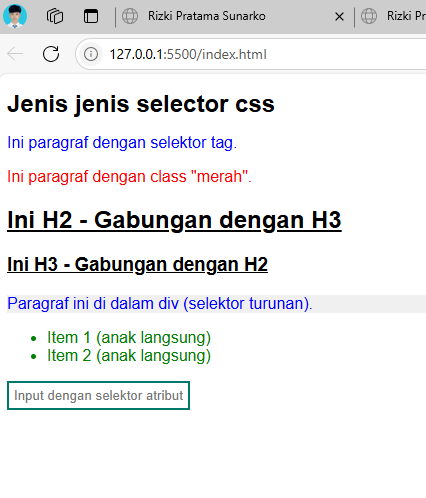 Rizki Pratama Sunarko
Rizki P
127.0.0.1:5500/index.html
Jenis jenis selector css
Ini paragraf dengan selektor tag.
Ini paragraf dengan class "merah".
Ini H2 - Gabungan dengan H3
Ini H3 - Gabungan dengan H2
Paragraf ini di dalam div (selektor turunan).
• Item 1 (anak langsung)
• Item 2 (anak langsung)
Input dengan selektor atribut